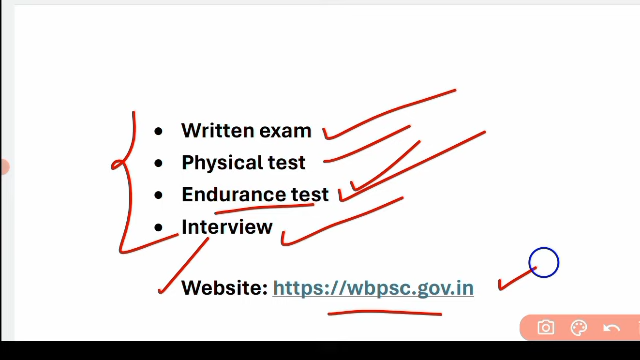 • Written exam
• Physical test
• Endurance test
• Interview
Website: https://wbpsc.gov.in